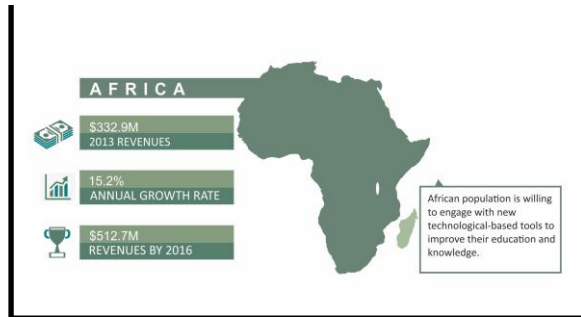 AFRICA
$332.9M
2013 REVENUES
15.2%
ANNUAL GROWTH RATE
$512.7M
REVENUES BY 2016
African population is willing
to engage with new
technological-based tools to
improve their education and
knowledge.